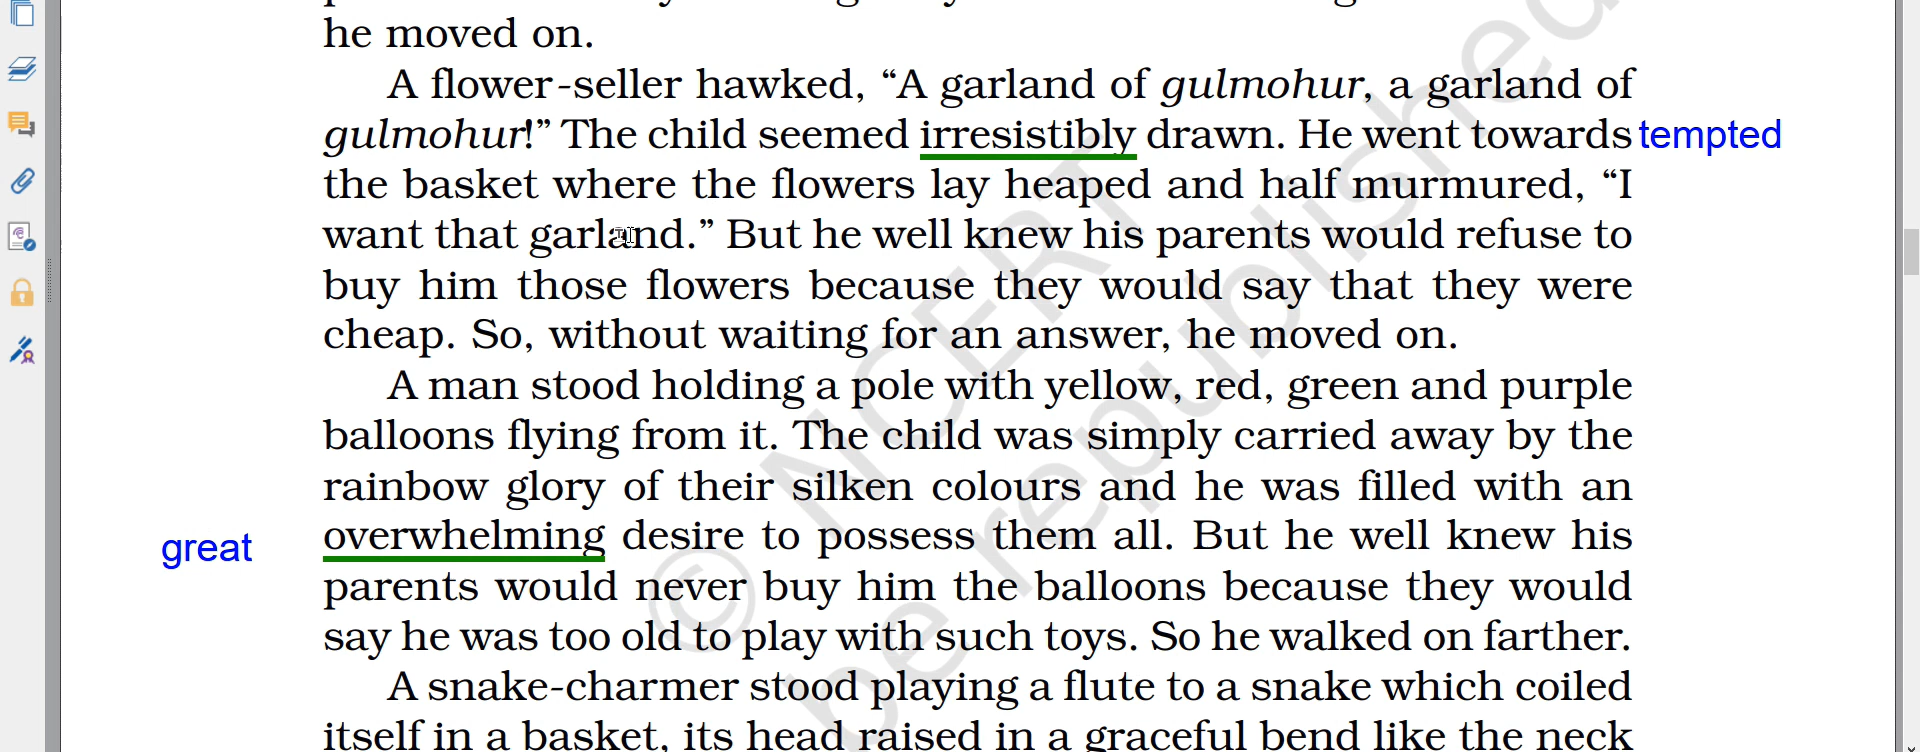 he moved on.
A flower-seller hawked, “A garland of gulmohur, a garland of
gulmohur!” The child seemed irresistibly drawn. He went towards tempted
the basket where the flowers lay heaped and half murmured, “I
want that garland.” But he well knew his parents would refuse to
buy him those flowers because they would say that they were
cheap. So, without waiting for an answer, he moved on.
A man stood holding a pole with yellow, red, green and purple
balloons flying from it. The child was simply carried away by the
rainbow glory of their silken colours and he was filled with an
great overwhelming desire to possess them all. But he well knew his
parents would never buy him the balloons because they would
say he was too old to play with such toys. So he walked on farther.
A snake-charmer stood playing a flute to a snake which coiled
itself in a basket, its head raised in a graceful bend like the neck
© NCERT
be republished